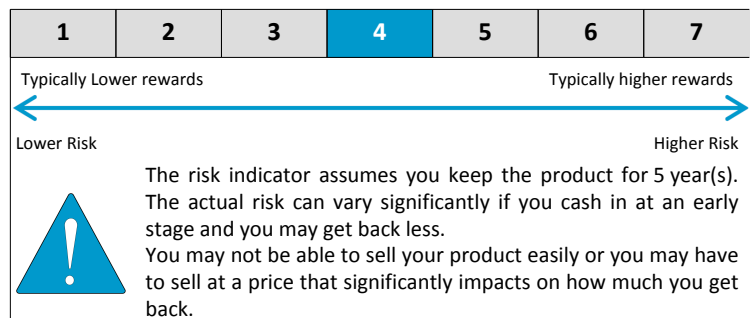 1 2 3 4 5 6 7
Typically Lower rewards Typically higher rewards
Lower Risk Higher Risk
The risk indicator assumes you keep the product for 5 year(s).
The actual risk can vary significantly if you cash in at an early
stage and you may get back less.
You may not be able to sell your product easily or you may have
to sell at a price that significantly impacts on how much you get
back.